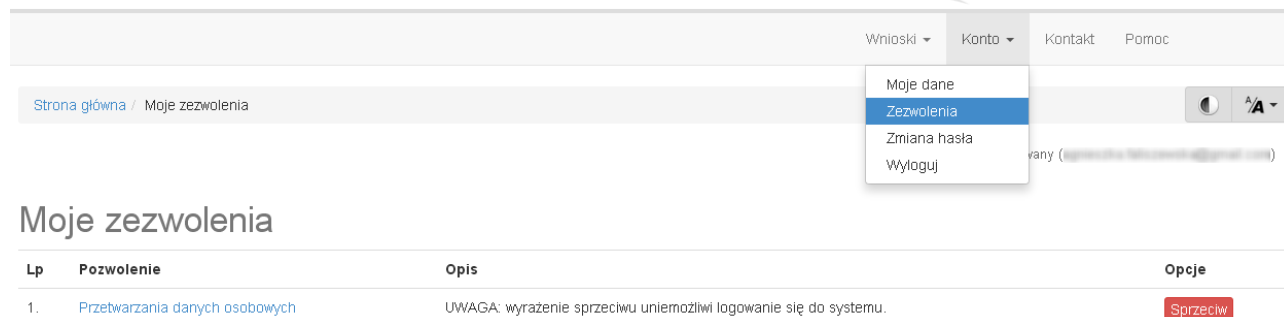 Wnioski Konto Kontakt Pomoc
Moje dane
Zezwolenia
Zmiana hasła
Wyloguj
Strona główna / Moje zezwolenia
A/A
wany ( )
Moje zezwolenia
Lp Pozwolenie Opis Opcje
1. Przetwarzania danych osobowych UWAGA: wyrażenie sprzeciwu uniemożliwi logowanie się do systemu. Sprzeciw